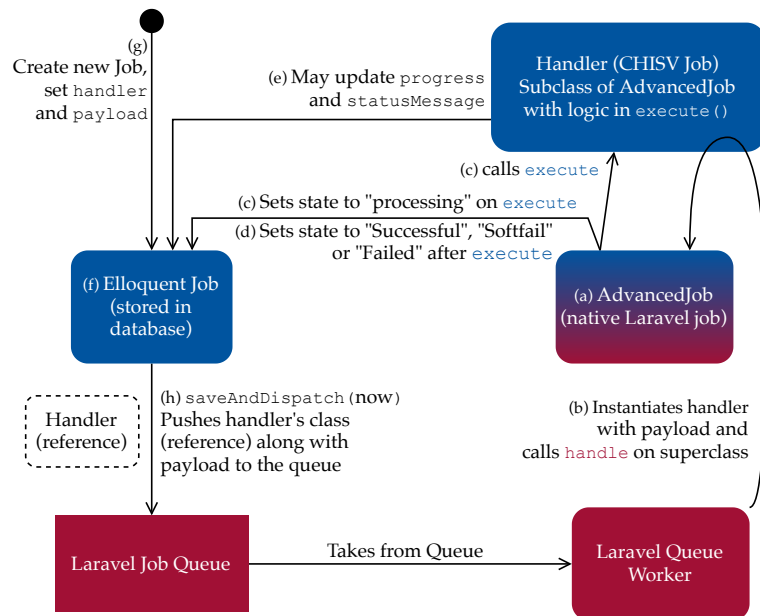 (g)
Create new Job,
set handler
and payload
(e) May update progress
and statusMessage
Handler (CHISV Job)
Subclass of AdvancedJob
with logic in execute()
(c) calls execute
(c) Sets state to "processing" on execute
(d) Sets state to "Successful", "Softfail"
or "Failed" after execute
(f) Elloquent Job
(stored in
database)
(a) AdvancedJob
(native Laravel job)
(h) saveAndDispatch(now)
Pushes handler's class
(reference) along with
payload to the queue
Handler
(reference)
(b) Instantiates handler
with payload and
calls handle on superclass
Laravel Job Queue
Takes from Queue
Laravel Queue
Worker